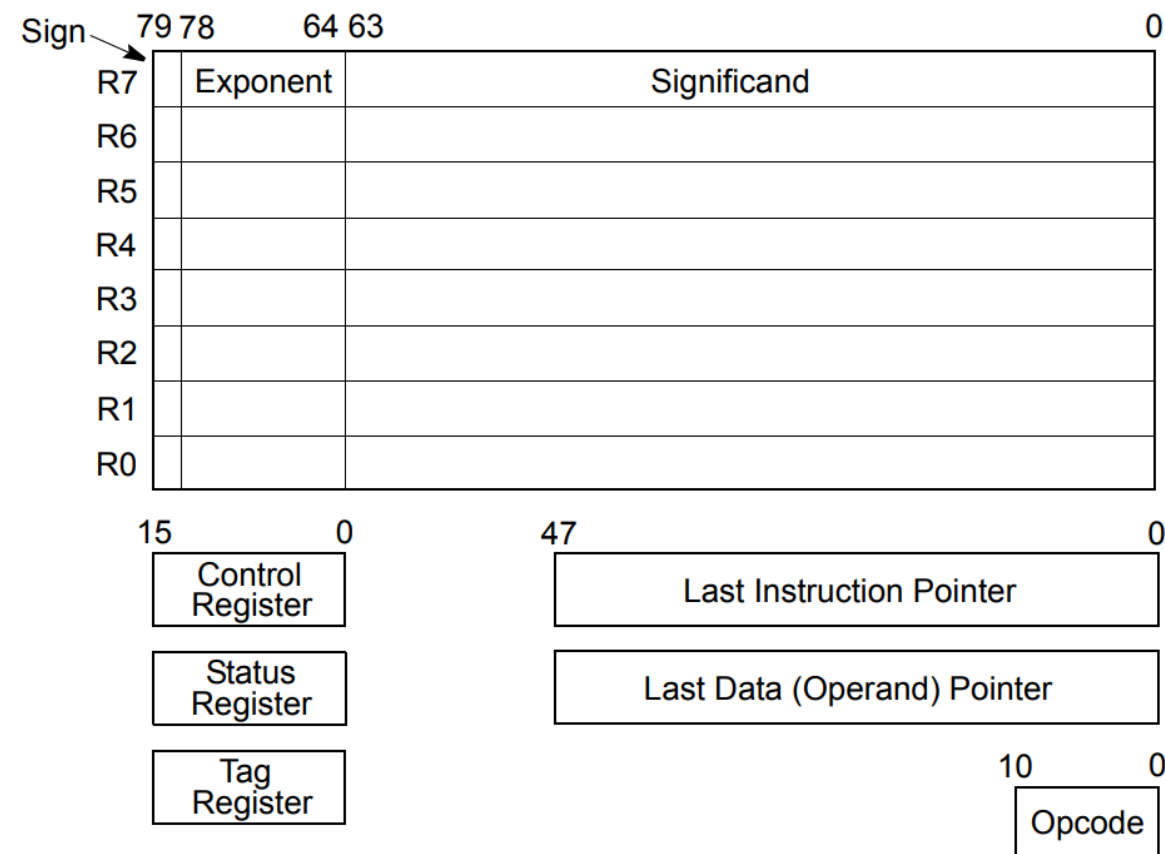 Sign 79 78 64 63 0
R7 Exponent Significand
R6
R5
R4
R3
R2
R1
R0
15 0 47 0
Control
Register
Last Instruction Pointer
Status
Register
Last Data (Operand) Pointer
Tag
Register
10 0
Opcode